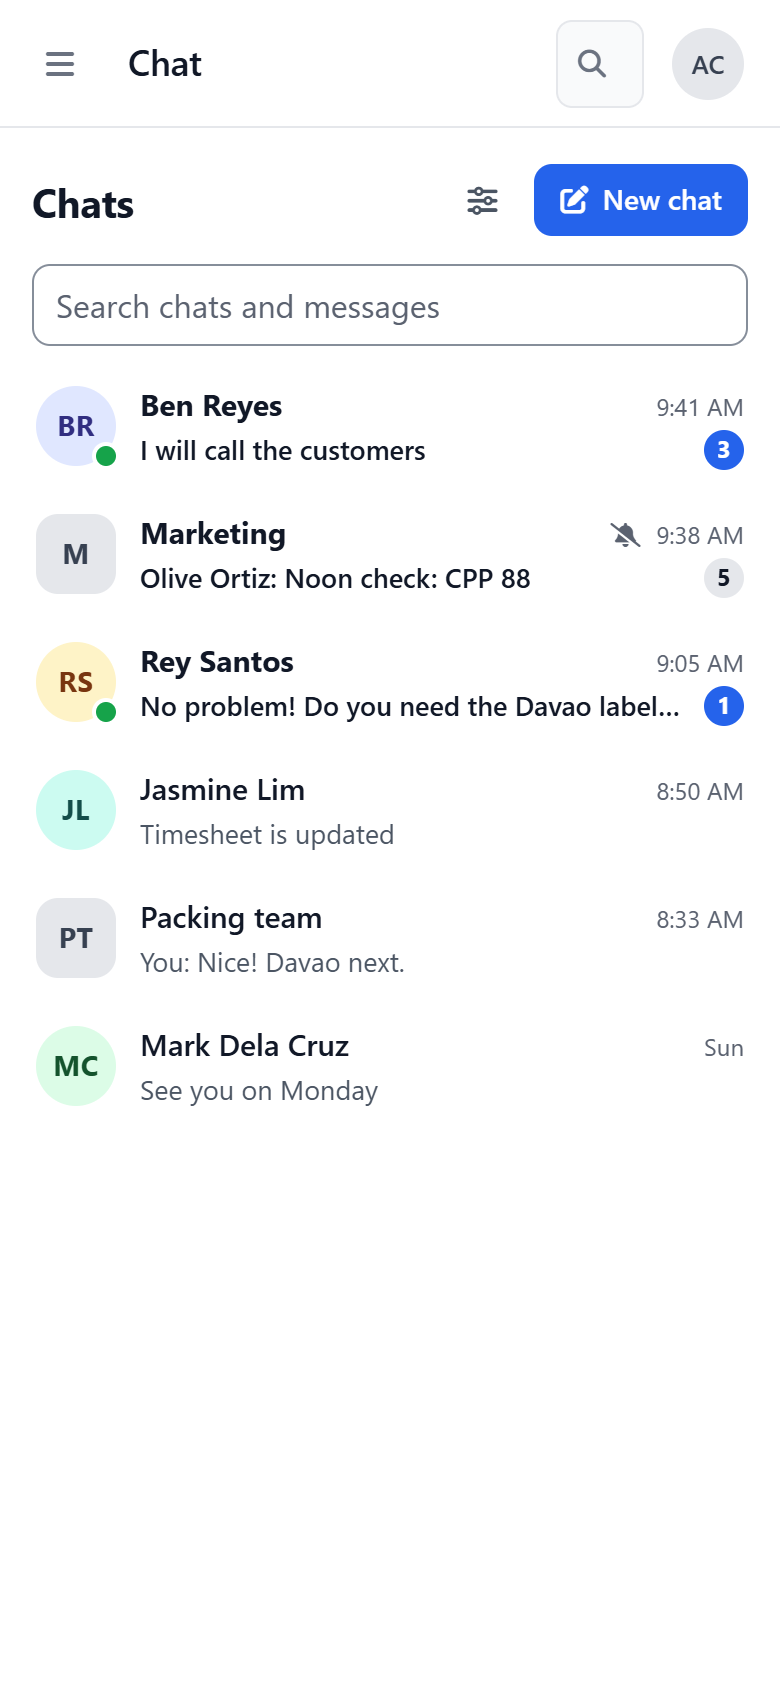 Chat
AC
Chats
New chat
Search chats and messages
BR
Ben Reyes
9:41 AM
I will call the customers
3
M
Marketing
9:38 AM
Olive Ortiz: Noon check: CPP 88
5
RS
Rey Santos
9:05 AM
No problem! Do you need the Davao label...
1
JL
Jasmine Lim
8:50 AM
Timesheet is updated
PT
Packing team
8:33 AM
You: Nice! Davao next.
MC
Mark Dela Cruz
Sun
See you on Monday